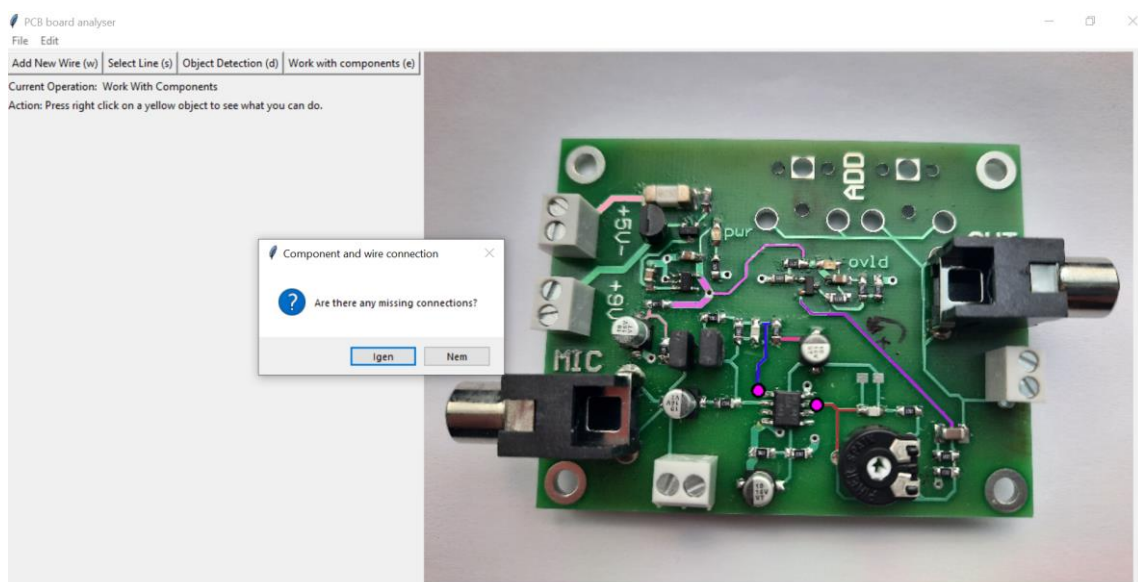 PCB board analyser
File Edit
Add New Wire (w) Select Line (s) Object Detection (d) Work with components (e)
Current Operation: Work With Components
Action: Press right click on a yellow object to see what you can do.
Component and wire connection
Are there any missing connections?
Igen Nem
ADD
+5V-
pwr
OUT
ovld
+9V
MIC